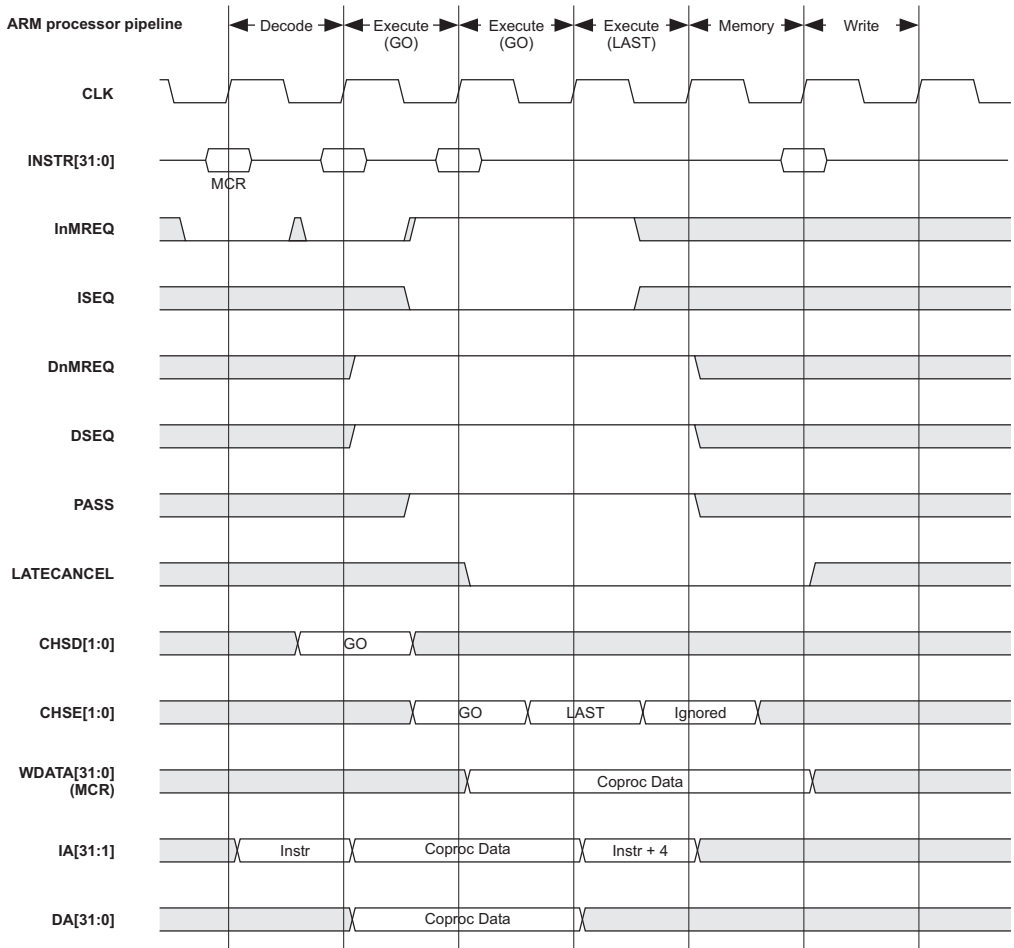 ARM processor pipeline
Decode
Execute
(GO)
Execute
(GO)
Execute
(LAST)
Memory
Write
CLK
INSTR[31:0]
MCR
InMREQ
ISEQ
DnMREQ
DSEQ
PASS
LATECANCEL
CHSD[1:0]
GO
CHSE[1:0]
GO
LAST
Ignored
WDATA[31:0]
(MCR)
Coproc Data
IA[31:1]
Instr
Coproc Data
Instr + 4
DA[31:0]
Coproc Data